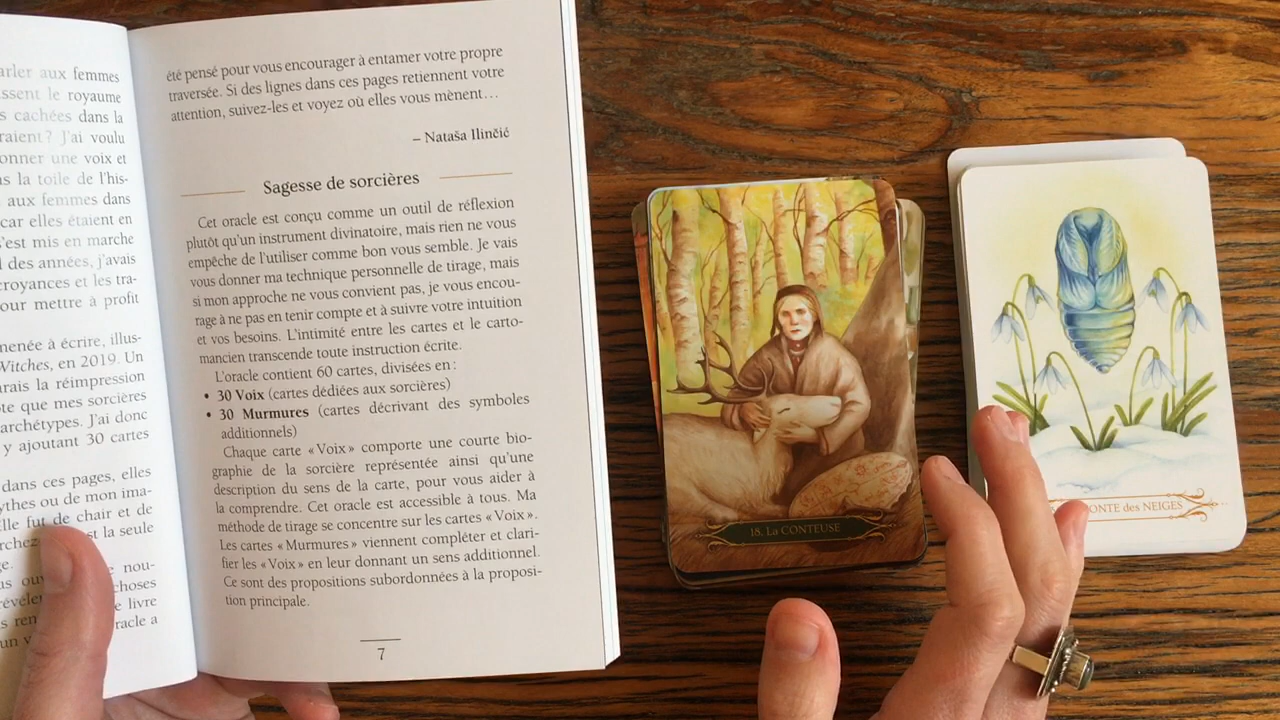 arler aux femmes
issent le royaume
s cachées dans la
raient? J'ai voulu
onner une voix et
ns la toile de l'his-
aux femmes dans
car elles étaient en
s'est mis en marche
l des années, j'avais
croyances et les tra-
our mettre à profit
menée à écrire, illus-
Witches, en 2019. Un
arais la réimpression
te que mes sorcières
archétypes. J'ai donc
y ajoutant 30 cartes
dans ces pages, elles
ythes ou de mon ima-
lle fut de chair et de
st la seule
ge.
nou-
choses
e livre
racle a
été pensé pour vous encourager à entamer votre propre
traversée. Si des lignes dans ces pages retiennent votre
attention, suivez-les et voyez où elles vous mènent…
– Nataša Ilinčić
Sagesse de sorcières
Cet oracle est conçu comme un outil de réflexion
plutôt qu'un instrument divinatoire, mais rien ne vous
empêche de l'utiliser comme bon vous semble. Je vais
vous donner ma technique personnelle de tirage, mais
si mon approche ne vous convient pas, je vous encou-
rage à ne pas en tenir compte et à suivre votre intuition
et vos besoins. L'intimité entre les cartes et le carto-
mancien transcende toute instruction écrite.
L'oracle contient 60 cartes, divisées en :
• 30 Voix (cartes dédiées aux sorcières)
• 30 Murmures (cartes décrivant des symboles
additionnels)
Chaque carte « Voix » comporte une courte bio-
graphie de la sorcière représentée ainsi qu'une
description du sens de la carte, pour vous aider à
la comprendre. Cet oracle est accessible à tous. Ma
méthode de tirage se concentre sur les cartes « Voix ».
Les cartes « Murmures » viennent compléter et clari-
fier les « Voix » en leur donnant un sens additionnel.
Ce sont des propositions subordonnées à la proposi-
tion principale.
7
18. La CONTEUSE
ONTE des NEIGES